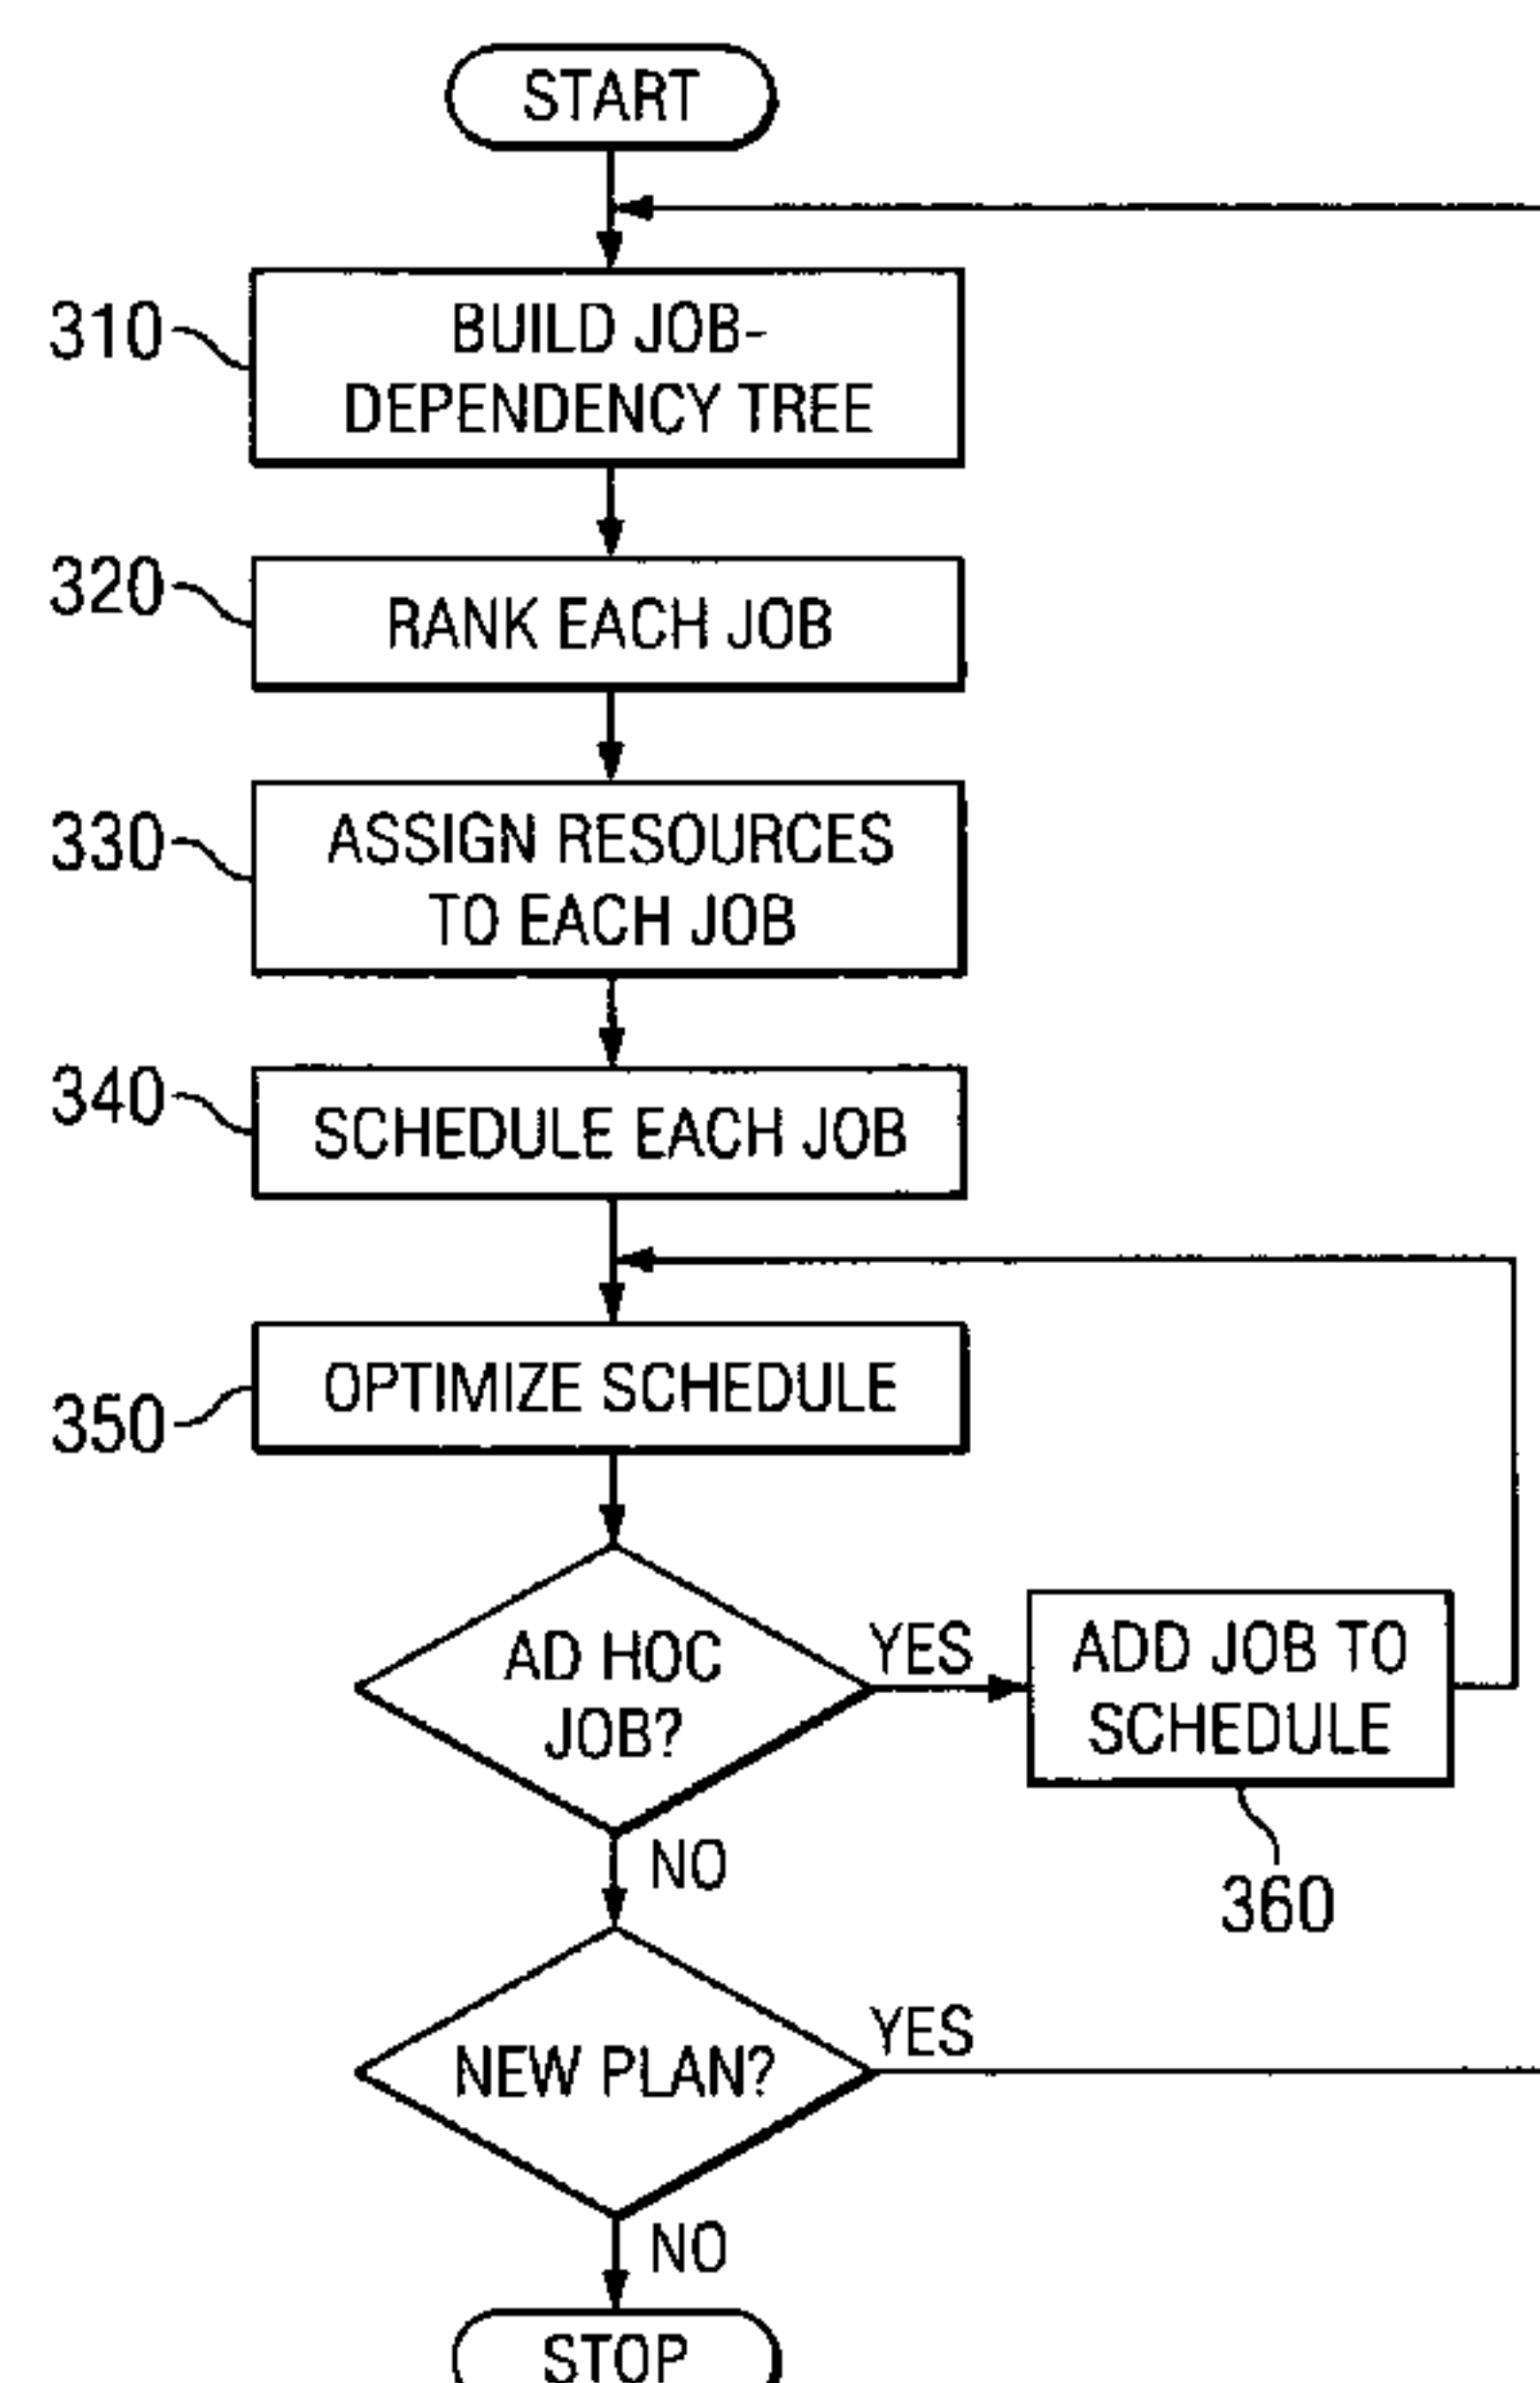 START
310
BUILD JOB-
DEPENDENCY TREE
320
RANK EACH JOB
330
ASSIGN RESOURCES
TO EACH JOB
340
SCHEDULE EACH JOB
350
OPTIMIZE SCHEDULE
AD HOC
JOB?
YES
ADD JOB TO
SCHEDULE
360
NO
NEW PLAN?
YES
NO
STOP